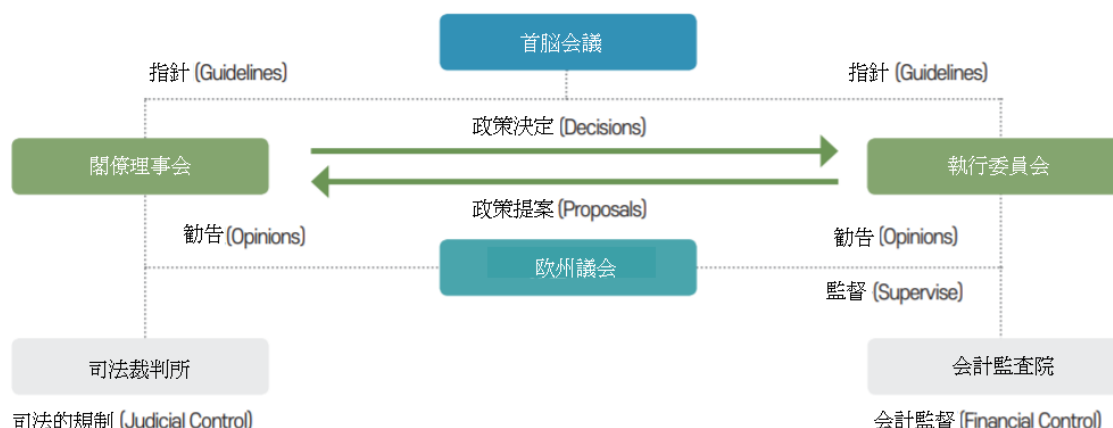 首脳会議
指針 (Guidelines)
指針 (Guidelines)
政策決定 (Decisions)
閣僚理事会
執行委員会
政策提案 (Proposals)
勧告 (Opinions)
勧告 (Opinions)
欧州議会
監督 (Supervise)
司法裁判所
会計監査院
司法的規制 (Judicial Control)
会計監督 (Financial Control)